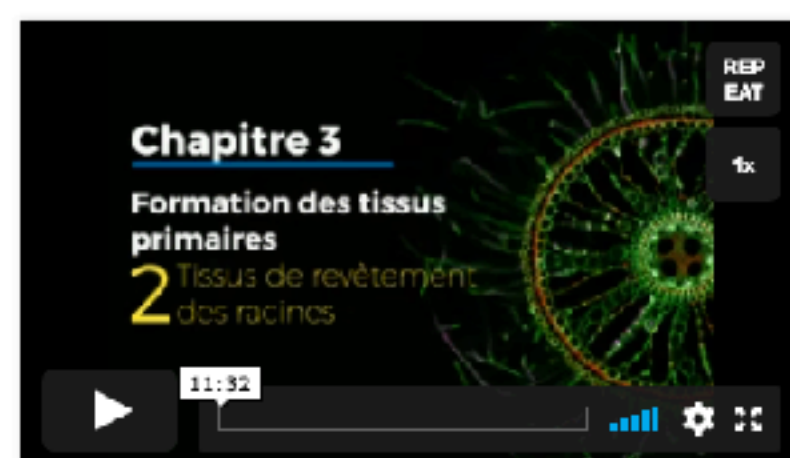 REP
EAT
Chapitre 3
1x
Formation des tissus
primaires
2 Tissus de revêtement
des racines
11:32